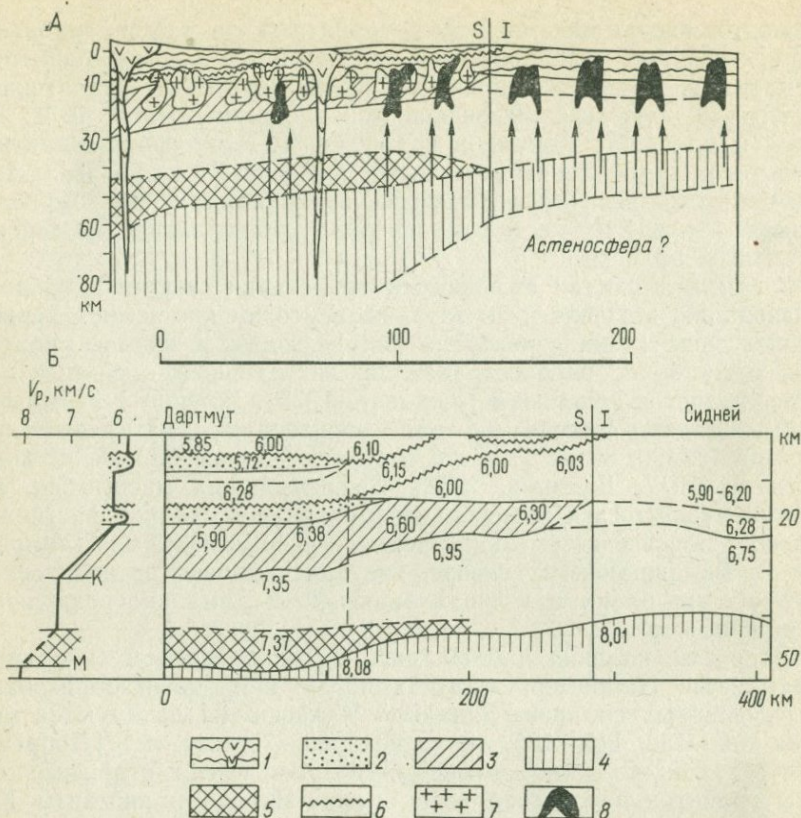 А
S I
0
10
30
60
80
км
Астеносфера ?
0 100 200
Б
Vр, км/с
8 7 6
Дартмут S I Сидней
км
5,85 6,00 6,10
5,72 6,15 6,00 6,03
6,28 6,00 5,90-6,20
20
5,90 6,38 6,60 6,30 6,28
6,95 6,75
К 7,35
7,37 8,01
М 8,08 50
0 200 400 км
1 2 3 4
5 6 7 8